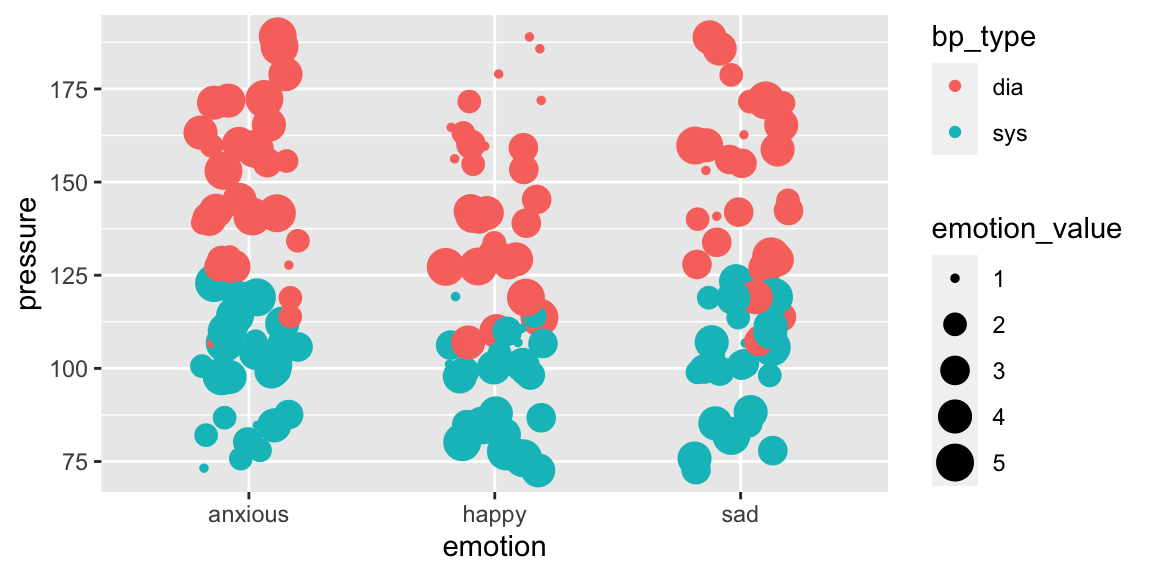 pressure
175
150
125
100
75
anxious happy sad
emotion
bp_type
dia
sys
emotion_value
1
2
3
4
5